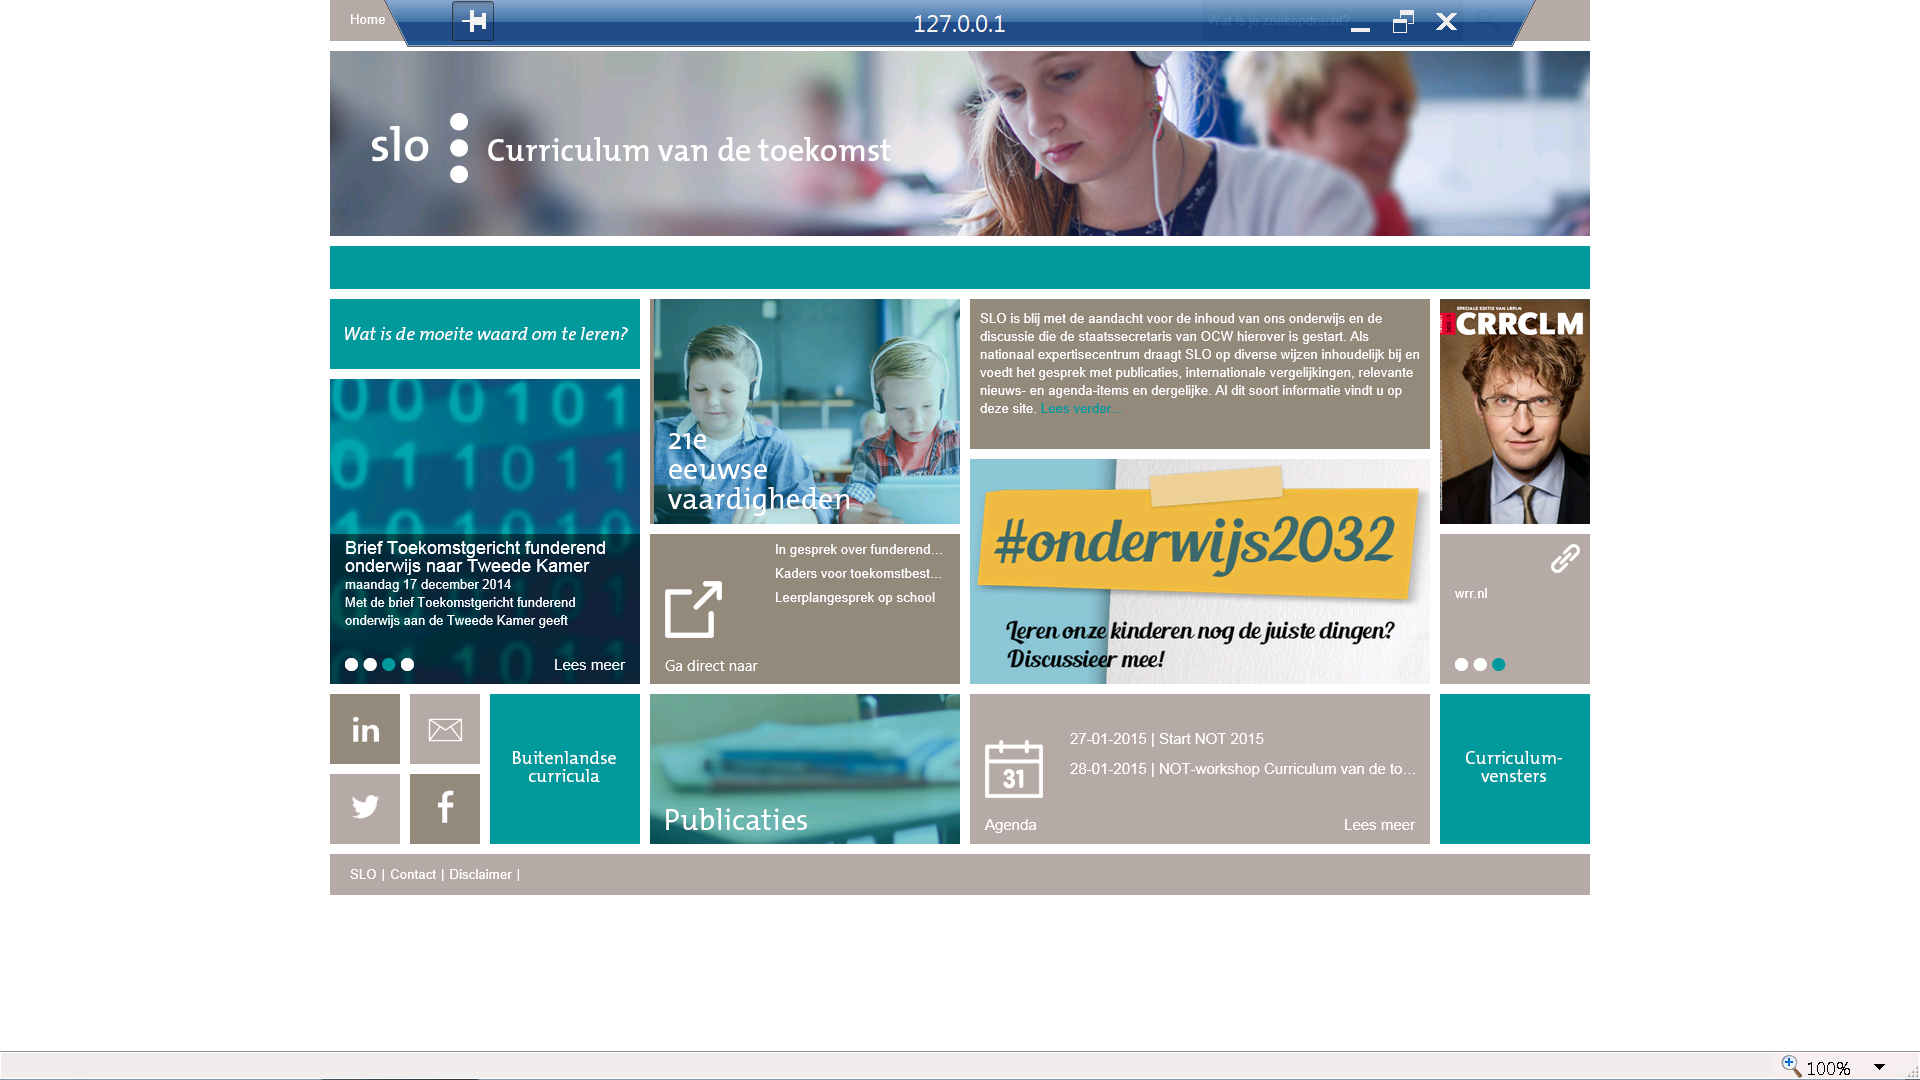 Home
127.0.0.1
Wat is je zoekopdracht?
slo
Curriculum van de toekomst
Wat is de moeite waard om te leren?
Brief Toekomstgericht funderend
onderwijs naar Tweede Kamer
maandag 17 december 2014
Met de brief Toekomstgericht funderend
onderwijs aan de Tweede Kamer geeft
Lees meer
21e
eeuwse
vaardigheden
In gesprek over funderend...
Kaders voor toekomstbest...
Leerplangesprek op school
Ga direct naar
SLO is blij met de aandacht voor de inhoud van ons onderwijs en de
discussie die de staatssecretaris van OCW hierover is gestart. Als
nationaal expertisecentrum draagt SLO op diverse wijzen inhoudelijk bij en
voedt het gesprek met publicaties, internationale vergelijkingen, relevante
nieuws- en agenda-items en dergelijke. Al dit soort informatie vindt u op
deze site. Lees verder...
#onderwijs2032
Leren onze kinderen nog de juiste dingen?
Discussieer mee!
SPECIALE EDITIE VAN LRPLN
CRRCLM
wrr.nl
in
Buitenlandse
curricula
Publicaties
31
27-01-2015 | Start NOT 2015
28-01-2015 | NOT-workshop Curriculum van de to...
Agenda
Lees meer
Curriculum-
vensters
SLO | Contact | Disclaimer |
100%